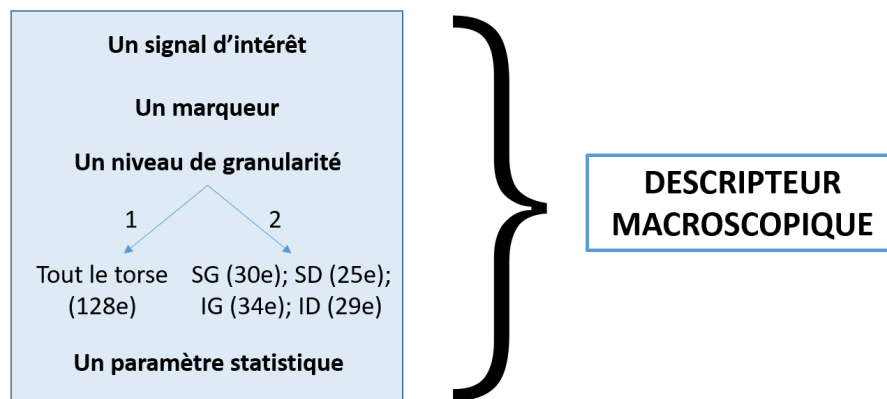 Un signal d'intérêt
Un marqueur
Un niveau de granularité
1
2
Tout le torse
(128e)
SG (30e); SD (25e);
IG (34e); ID (29e)
Un paramètre statistique
DESCRIPTEUR
MACROSCOPIQUE